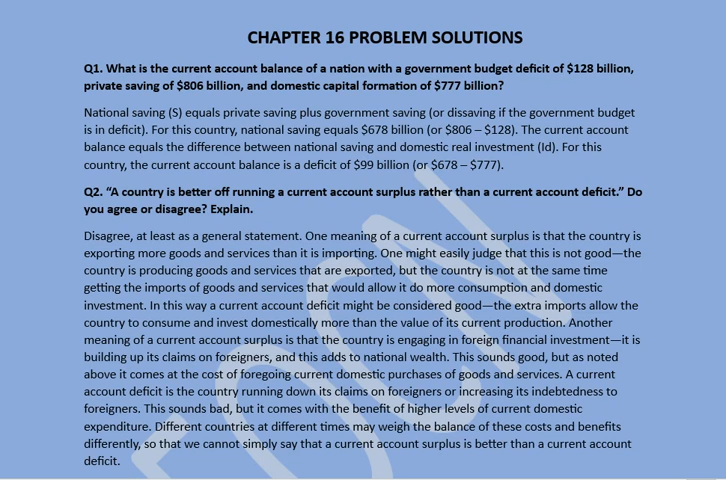 CHAPTER 16 PROBLEM SOLUTIONS
Q1. What is the current account balance of a nation with a government budget deficit of $128 billion,
private saving of $806 billion, and domestic capital formation of $777 billion?
National saving (S) equals private saving plus government saving (or dissaving if the government budget
is in deficit). For this country, national saving equals $678 billion (or $806 – $128). The current account
balance equals the difference between national saving and domestic real investment (Id). For this
country, the current account balance is a deficit of $99 billion (or $678 – $777).
Q2. “A country is better off running a current account surplus rather than a current account deficit.” Do
you agree or disagree? Explain.
Disagree, at least as a general statement. One meaning of a current account surplus is that the country is
exporting more goods and services than it is importing. One might easily judge that this is not good—the
country is producing goods and services that are exported, but the country is not at the same time
getting the imports of goods and services that would allow it do more consumption and domestic
investment. In this way a current account deficit might be considered good—the extra imports allow the
country to consume and invest domestically more than the value of its current production. Another
meaning of a current account surplus is that the country is engaging in foreign financial investment—it is
building up its claims on foreigners, and this adds to national wealth. This sounds good, but as noted
above it comes at the cost of foregoing current domestic purchases of goods and services. A current
account deficit is the country running down its claims on foreigners or increasing its indebtedness to
foreigners. This sounds bad, but it comes with the benefit of higher levels of current domestic
expenditure. Different countries at different times may weigh the balance of these costs and benefits
differently, so that we cannot simply say that a current account surplus is better than a current account
deficit.